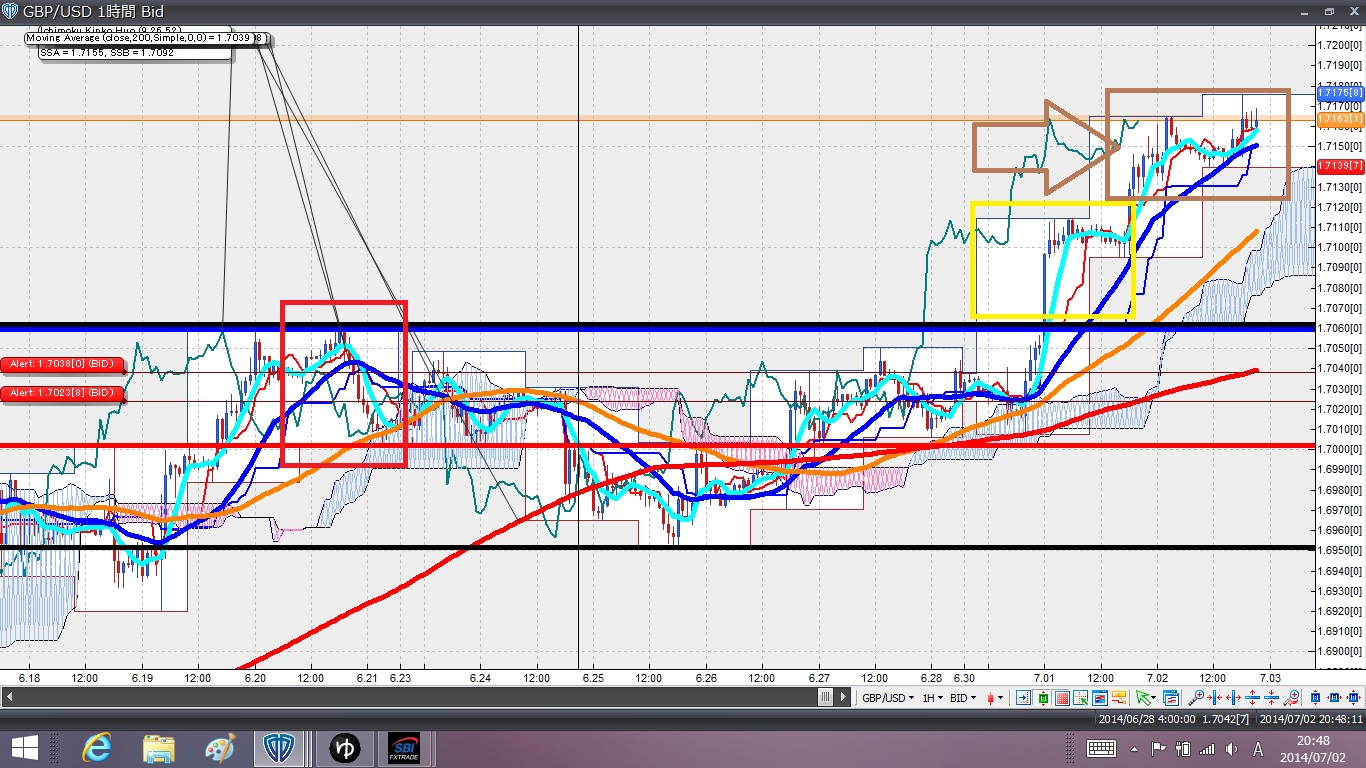 GBP/USD 1時間 Bid
Moving Average (close,200,Simple,0,0) = 1.7039
SSA = 1.7155, SSB = 1.7092
1.7200[0]
1.7190[0]
1.7180[0]
1.7175[8]
1.7170[0]
1.7163[1]
1.7150[0]
1.7139[7]
1.7130[0]
1.7120[0]
1.7110[0]
1.7100[0]
1.7090[0]
1.7080[0]
1.7070[0]
1.7060[0]
1.7050[0]
1.7040[0]
1.7030[0]
1.7020[0]
1.7010[0]
1.7000[0]
1.6990[0]
1.6980[0]
1.6970[0]
1.6960[0]
1.6950[0]
1.6940[0]
1.6930[0]
1.6920[0]
1.6910[0]
1.6900[0]
Alert: 1.7038[0] (BID)
Alert: 1.7023[8] (BID)
6.18 12:00 6.19 12:00 6.20 12:00 6.21 6.23 12:00 6.24 12:00 6.25 12:00 6.26 12:00 6.27 12:00 6.28 6.30 12:00 7.01 12:00 7.02 12:00 7.03
GBP/USD 1H BID
2014/06/28 4:00:00 1.7042[7] 2014/07/02 20:48:11
ゆ
SBI
FXTRADE
A
20:48
2014/07/02